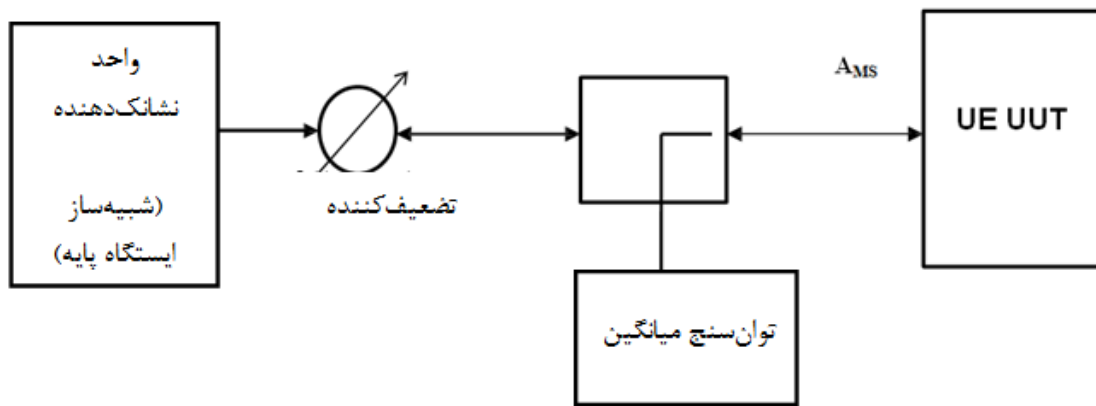 واحد
نشانک‌دهنده
(شبیه‌ساز
ایستگاه پایه)
تضعیف‌کننده
توان‌سنج میانگین
AMS
UE UUT